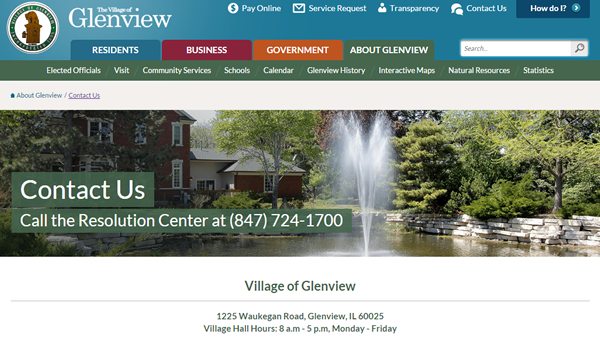 The Village of
Glenview
Pay Online
Service Request
Transparency
Contact Us
How do I?
RESIDENTS
BUSINESS
GOVERNMENT
ABOUT GLENVIEW
Search...
Elected Officials / Visit / Community Services / Schools / Calendar / Glenview History / Interactive Maps / Natural Resources / Statistics
About Glenview / Contact Us
Contact Us
Call the Resolution Center at (847) 724-1700
Village of Glenview
1225 Waukegan Road, Glenview, IL 60025
Village Hall Hours: 8 a.m - 5 p.m, Monday - Friday